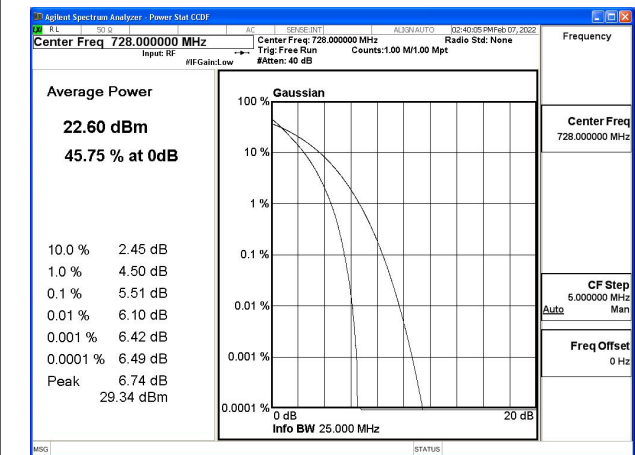 Agilent Spectrum Analyzer - Power Stat CCDF
RL 50 Ω AC SENSE:INT ALIGN AUTO 02:40:05 PM Feb 07, 2022
Center Freq 728.000000 MHz
Input: RF
#IFGain:Low
Center Freq: 728.000000 MHz
Trig: Free Run
#Atten: 40 dB
Counts:1.00 M/1.00 Mpt
Radio Std: None
Frequency
Average Power
22.60 dBm
45.75 % at 0dB
10.0 % 2.45 dB
1.0 % 4.50 dB
0.1 % 5.51 dB
0.01 % 6.10 dB
0.001 % 6.42 dB
0.0001 % 6.49 dB
Peak 6.74 dB
29.34 dBm
Gaussian
100 %
10 %
1 %
0.1 %
0.01 %
0.001 %
0.0001 %
0 dB 20 dB
Info BW 25.000 MHz
Center Freq
728.000000 MHz
CF Step
5.000000 MHz
Auto Man
Freq Offset
0 Hz
MSG STATUS